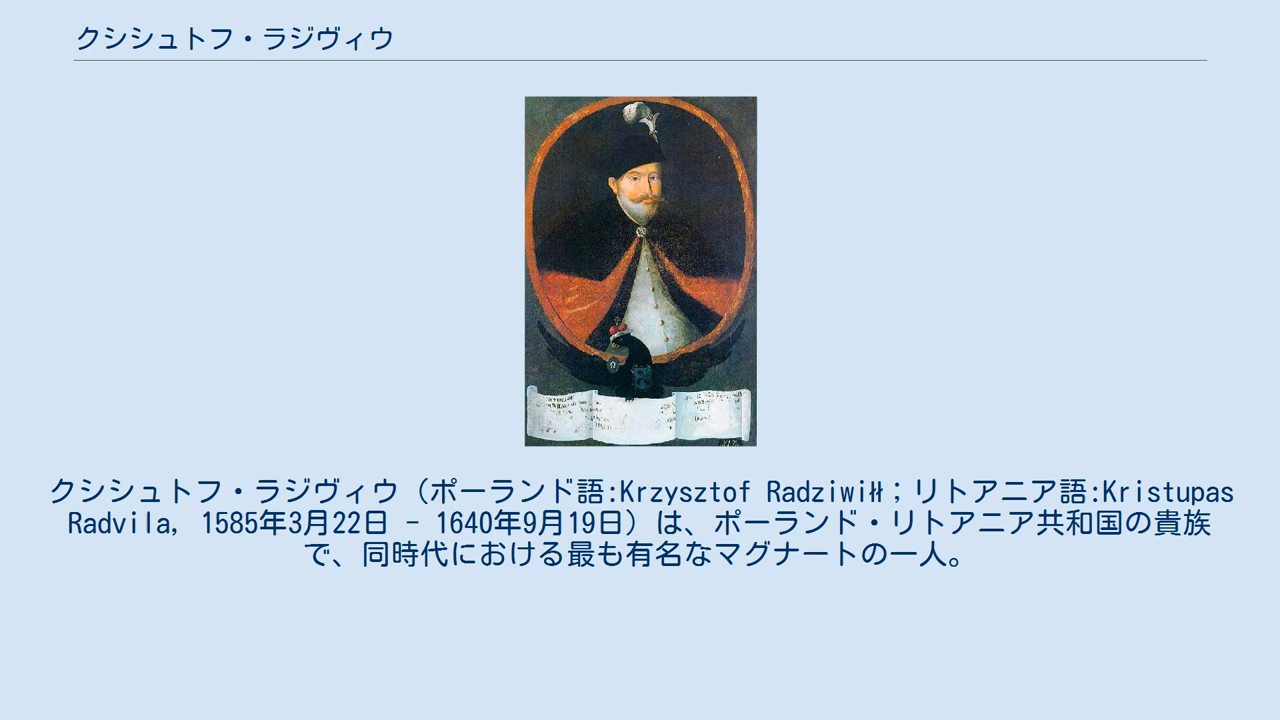 クシシュトフ・ラジヴィウ
クシシュトフ・ラジヴィウ（ポーランド語:Krzysztof Radziwiłł；リトアニア語:Kristupas
Radvila, 1585年3月22日 - 1640年9月19日）は、ポーランド・リトアニア共和国の貴族
で、同時代における最も有名なマグナートの一人。